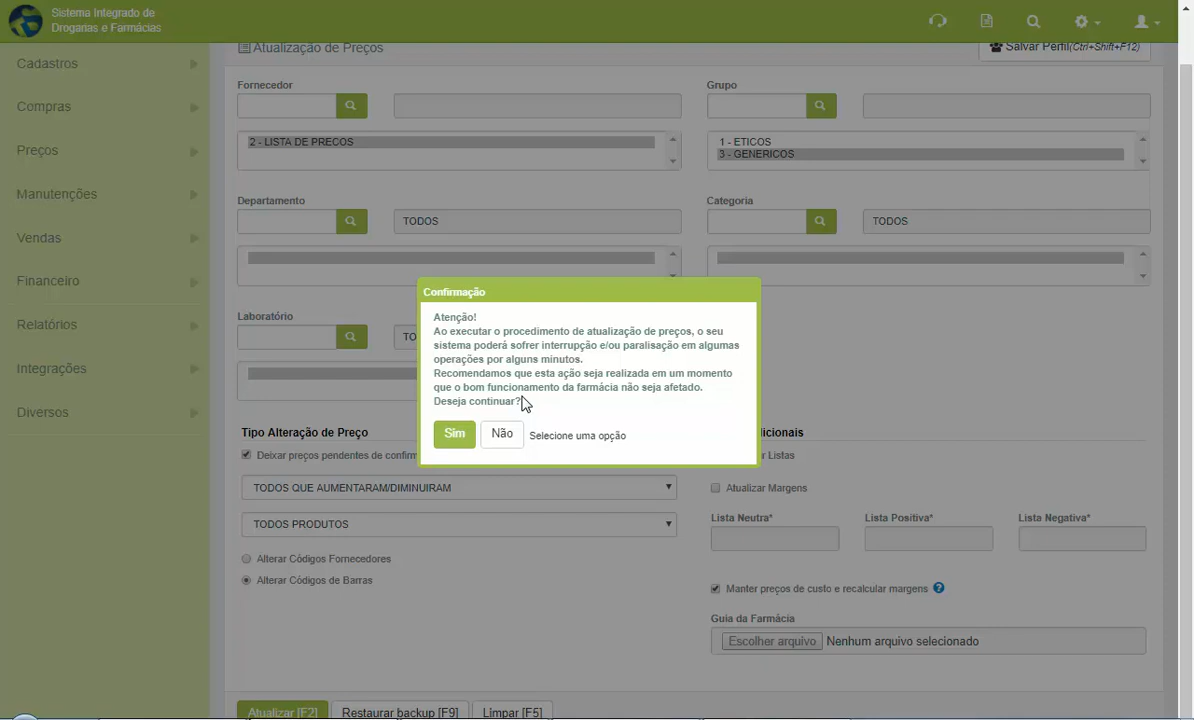 Sistema Integrado de
Drogarias e Farmácias
Cadastros
Compras
Preços
Manutenções
Vendas
Financeiro
Relatórios
Integrações
Diversos
Atualização de Preços
Salvar Perfil(Ctrl+Shift+F12)
Fornecedor
2 - LISTA DE PRECOS
Grupo
1 - ETICOS
3 - GENERICOS
Departamento
TODOS
Categoria
TODOS
Laboratório
TO
Confirmação
Atenção!
Ao executar o procedimento de atualização de preços, o seu
sistema poderá sofrer interrupção e/ou paralisação em algumas
operações por alguns minutos.
Recomendamos que esta ação seja realizada em um momento
que o bom funcionamento da farmácia não seja afetado.
Deseja continuar?
Sim
Não
Selecione uma opção
Tipo Alteração de Preço
Deixar preços pendentes de confirm
TODOS QUE AUMENTARAM/DIMINUIRAM
TODOS PRODUTOS
Alterar Códigos Fornecedores
Alterar Códigos de Barras
dicionais
ar Listas
Atualizar Margens
Lista Neutra*
Lista Positiva*
Lista Negativa*
Manter preços de custo e recalcular margens
Guia da Farmácia
Escolher arquivo Nenhum arquivo selecionado
Atualizar [F2]
Restaurar backup [F9]
Limpar [F5]